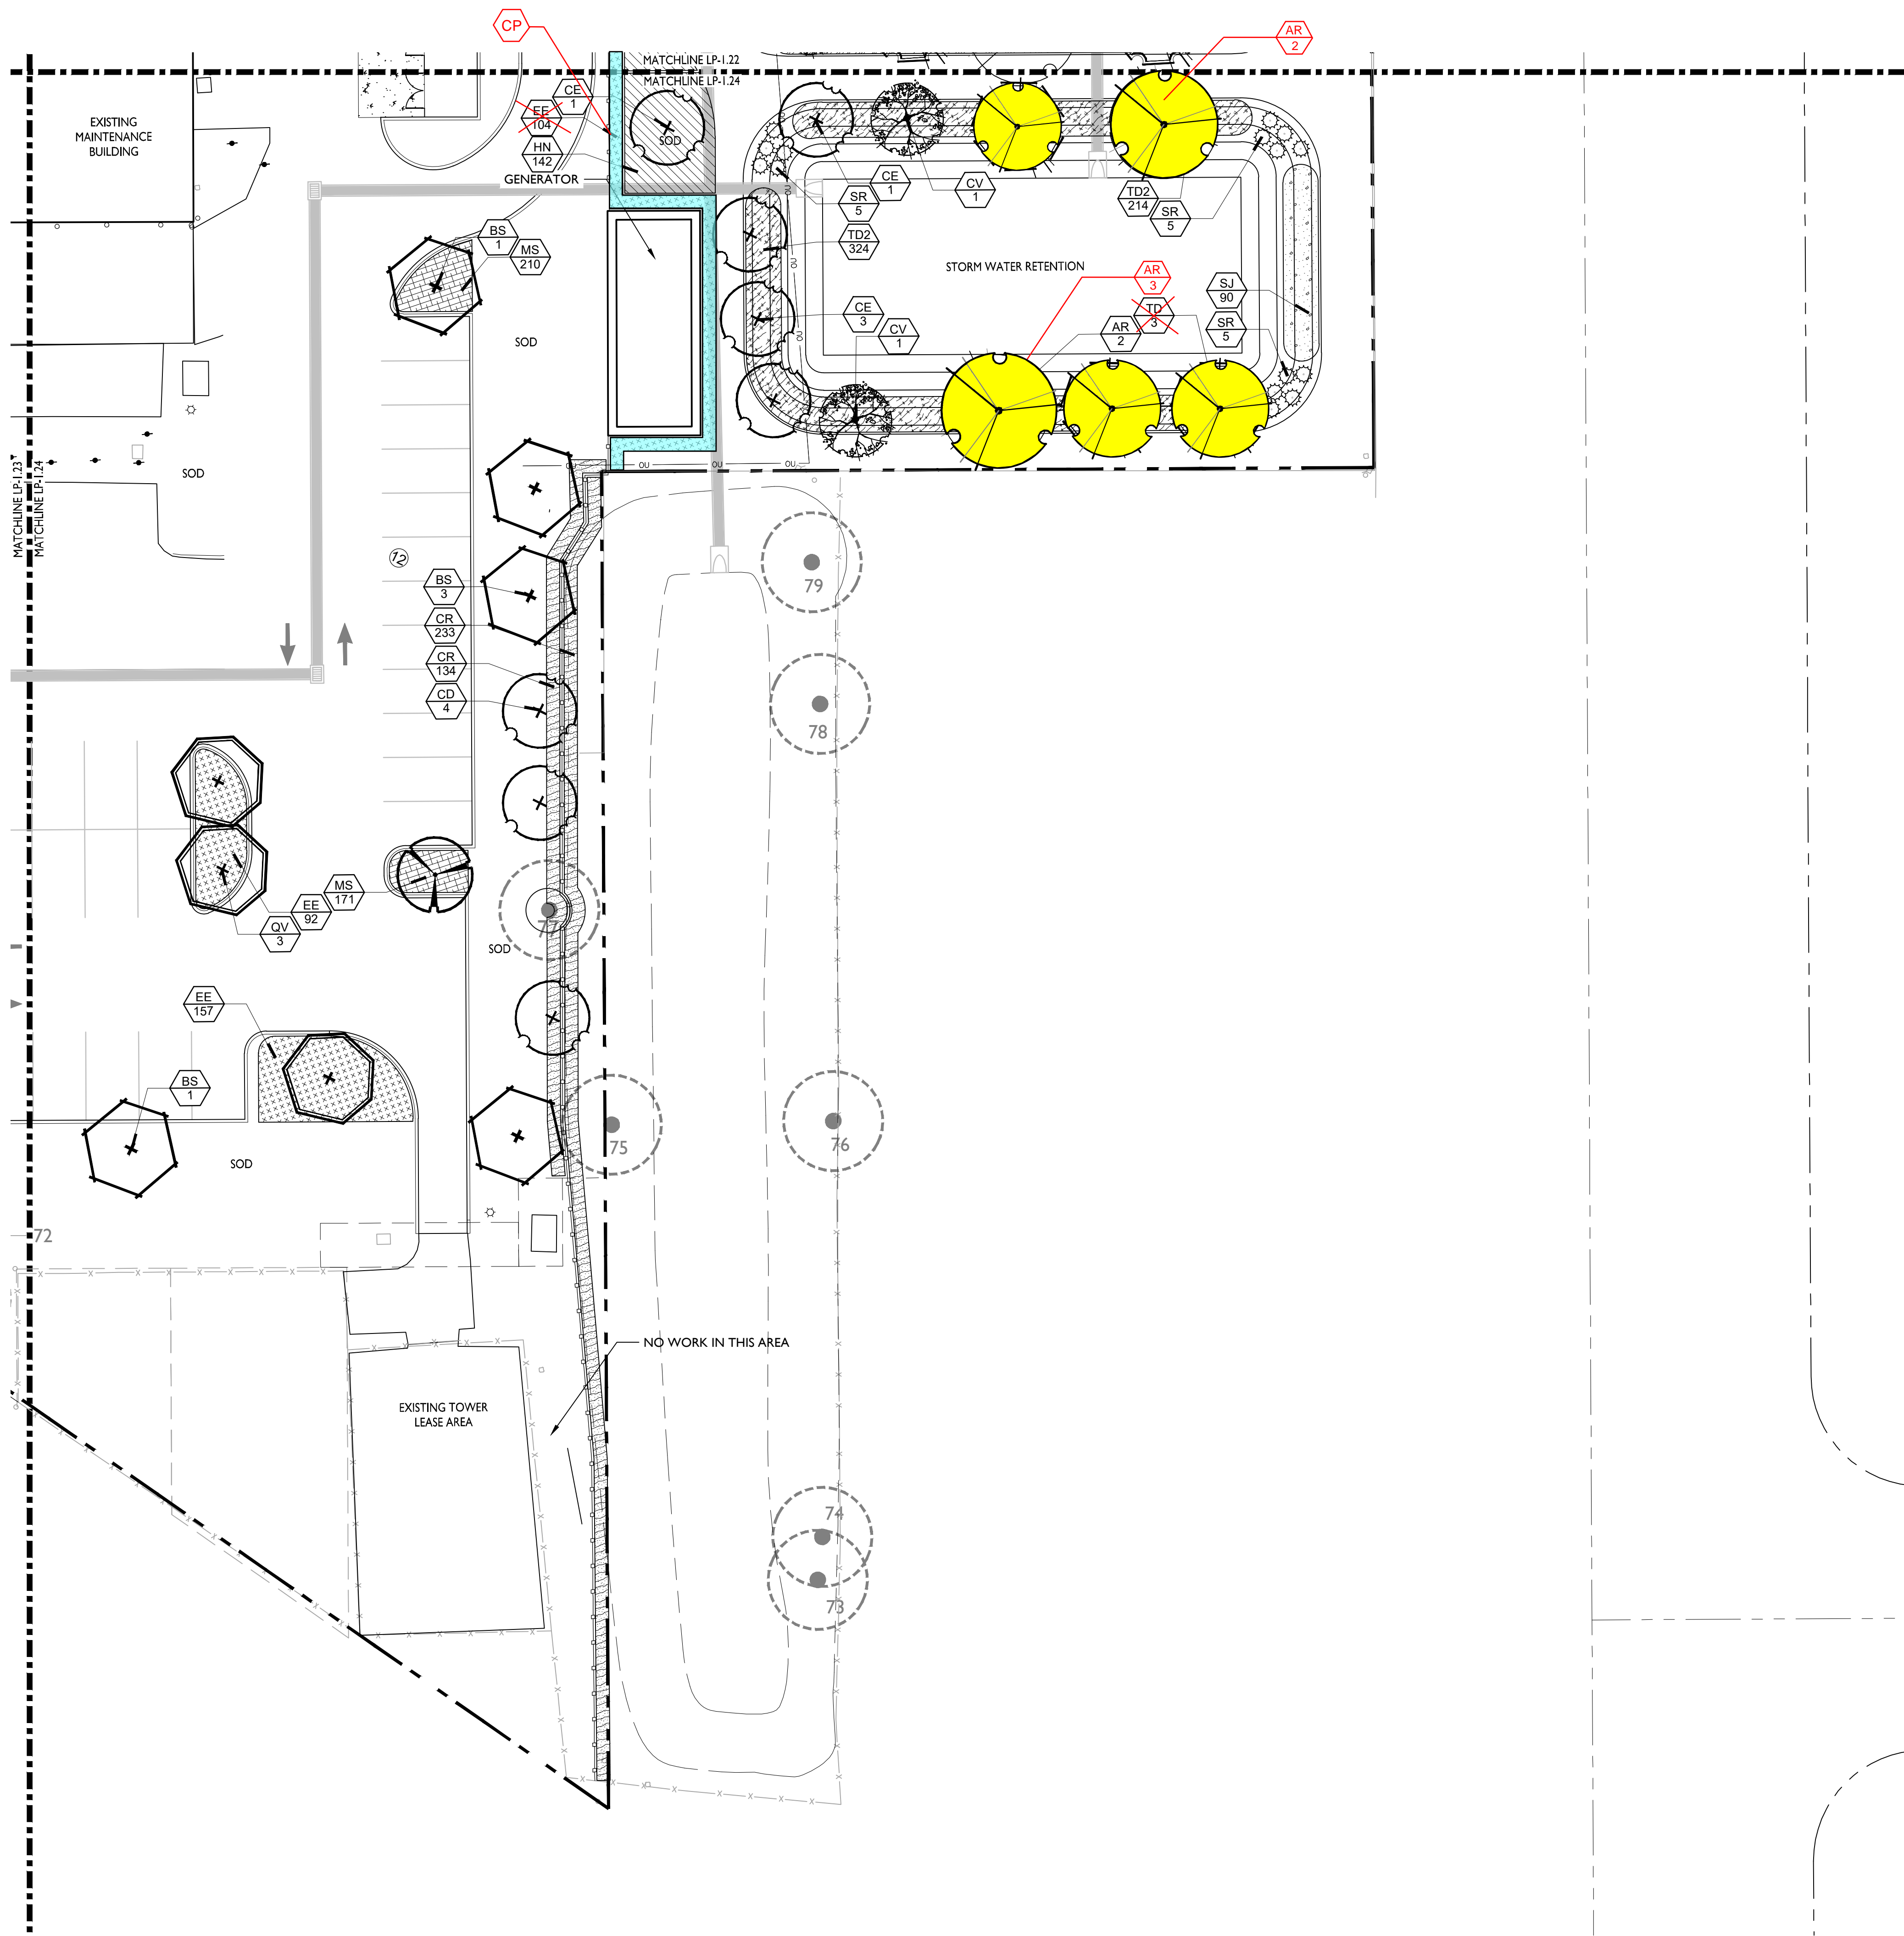 CP
AR
2
MATCHLINE LP-1.22
MATCHLINE LP-1.24
EXISTING
MAINTENANCE
BUILDING
CE
1
EE
104
HN
142
SOD
GENERATOR
CE
1
SR
5
CV
1
TD2
214
SR
5
TD2
324
BS
1
MS
210
STORM WATER RETENTION
AR
3
SJ
90
TD
3
SR
5
AR
2
CE
3
CV
1
SOD
OU
OU
OU
OU
OU
OU
OU
SOD
MATCHLINE LP-1.23
MATCHLINE LP-1.24
12
79
BS
3
CR
233
CR
134
CD
4
78
MS
171
EE
92
QV
3
77
SOD
EE
157
BS
1
75
76
SOD
72
NO WORK IN THIS AREA
EXISTING TOWER
LEASE AREA
74
73